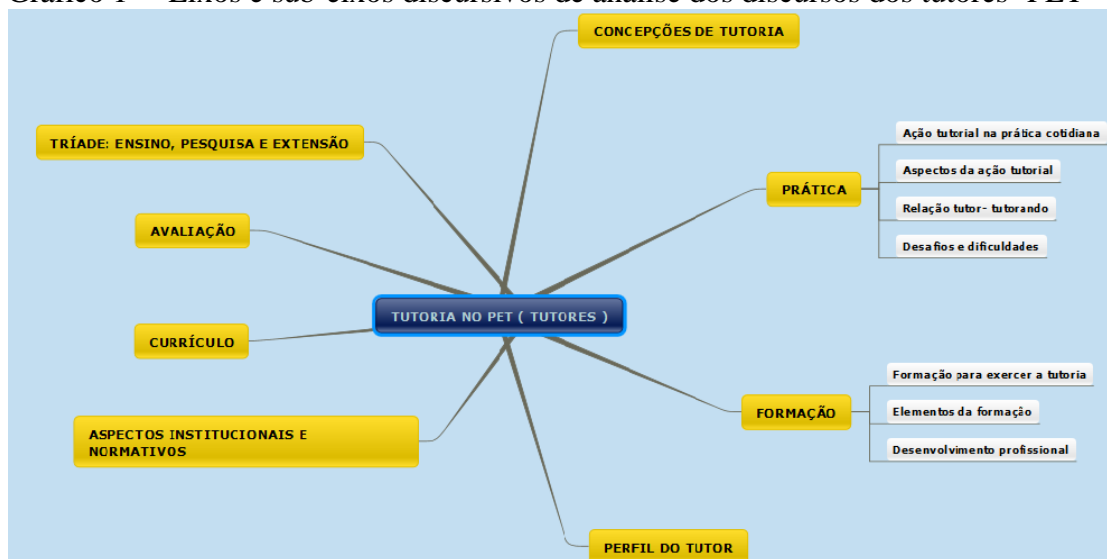 Gráfico 1 – Eixos e sub-eixos discursivos de análise dos discursos dos tutores- PET
CONCEPÇÕES DE TUTORIA
TRÍADE: ENSINO, PESQUISA E EXTENSÃO
Ação tutorial na prática cotidiana
Aspectos da ação tutorial
PRÁTICA
Relação tutor- tutorando
AVALIAÇÃO
Desafios e dificuldades
TUTORIA NO PET ( TUTORES )
CURRÍCULO
Formação para exercer a tutoria
FORMAÇÃO
Elementos da formação
ASPECTOS INSTITUCIONAIS E
NORMATIVOS
Desenvolvimento profissional
PERFIL DO TUTOR